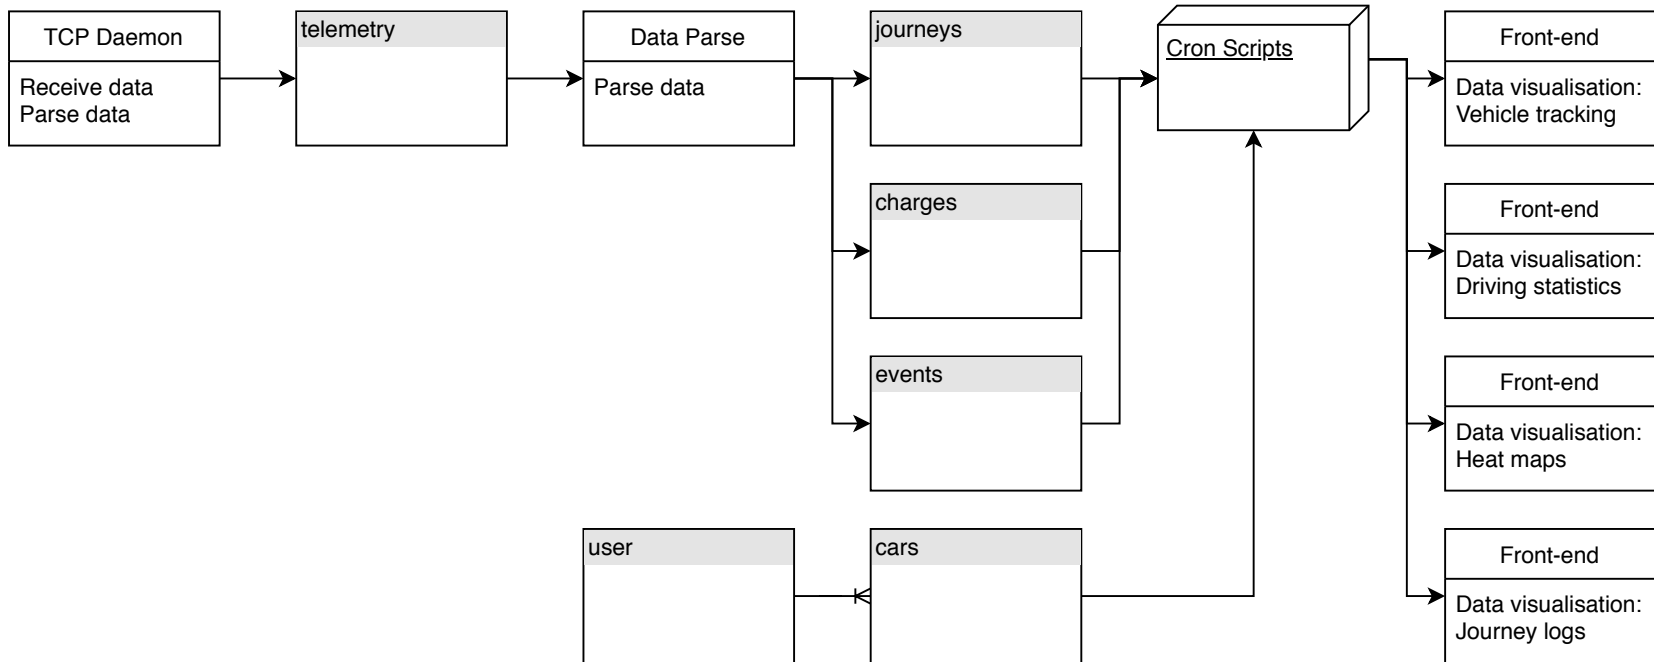 TCP Daemon
Receive data
Parse data
telemetry
Data Parse
Parse data
journeys
Cron Scripts
Front-end
Data visualisation:
Vehicle tracking
charges
Front-end
Data visualisation:
Driving statistics
events
Front-end
Data visualisation:
Heat maps
user
cars
Front-end
Data visualisation:
Journey logs